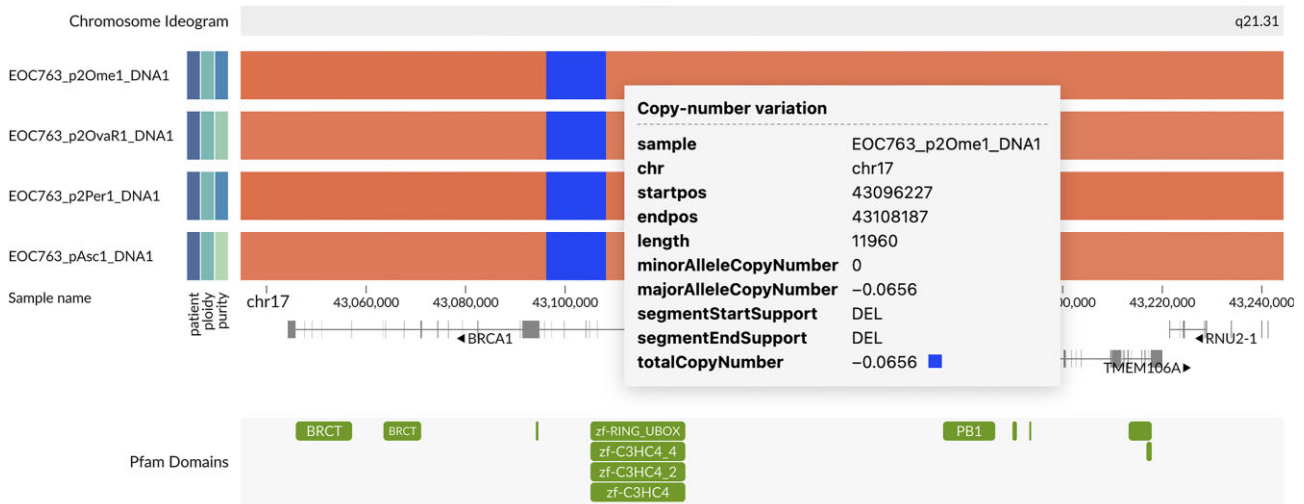 Chromosome Ideogram
q21.31
EOC763_p2Ome1_DNA1
EOC763_p2OvaR1_DNA1
EOC763_p2Per1_DNA1
EOC763_pAsc1_DNA1
Copy-number variation
sample EOC763_p2Ome1_DNA1
chr chr17
startpos 43096227
endpos 43108187
length 11960
minorAlleleCopyNumber 0
majorAlleleCopyNumber −0.0656
segmentStartSupport DEL
segmentEndSupport DEL
totalCopyNumber −0.0656
Sample name
patient
ploidy
purity
chr17 43,060,000 43,080,000 43,100,000 00,000 43,220,000 43,240,000
◄BRCA1
◄RNU2-1
TMEM106A►
Pfam Domains
BRCT BRCT zf-RING_UBOX PB1
zf-C3HC4_4
zf-C3HC4_2
zf-C3HC4